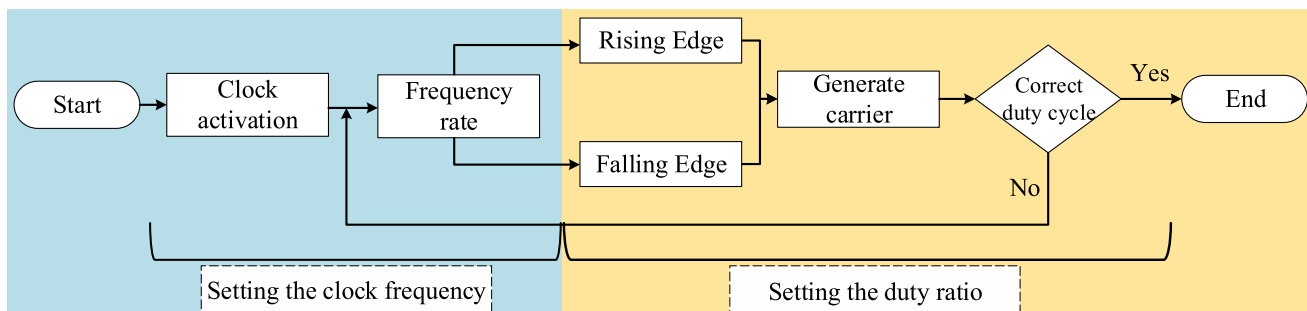 Start
Clock
activation
Frequency
rate
Rising Edge
Falling Edge
Generate
carrier
Correct
duty cycle
Yes
No
End
Setting the clock frequency
Setting the duty ratio